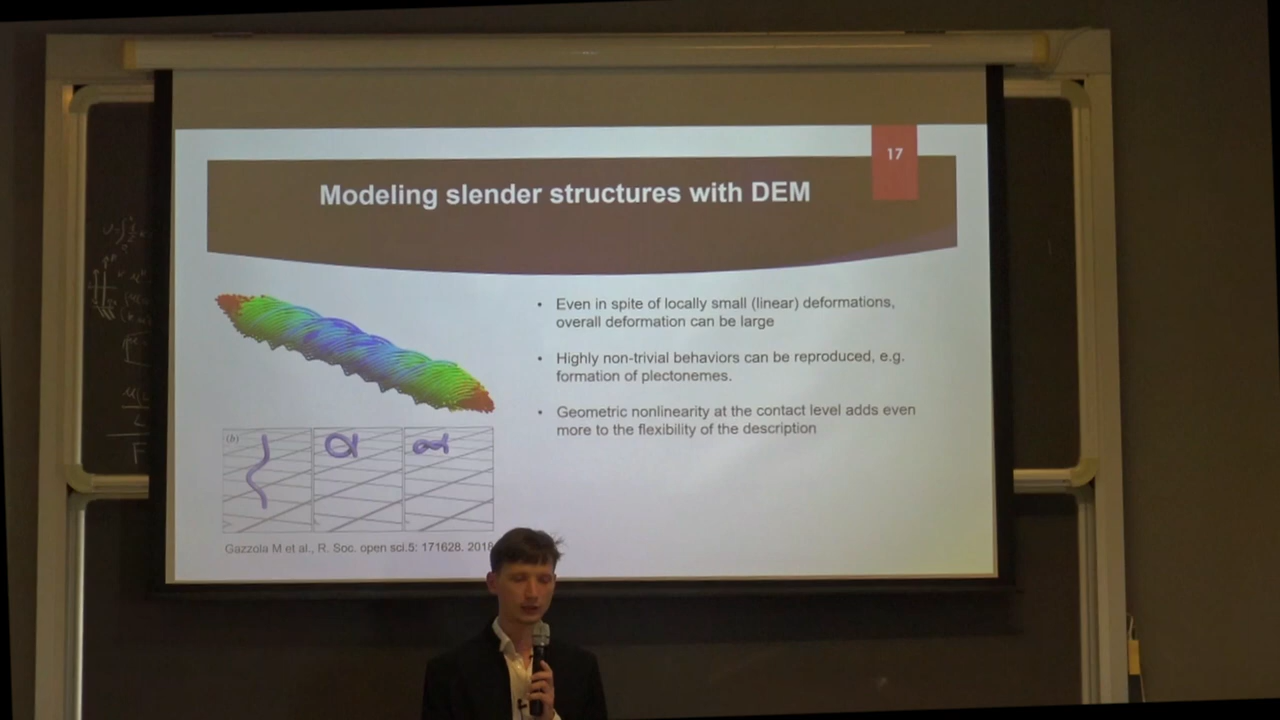 17
Modeling slender structures with DEM
• Even in spite of locally small (linear) deformations,
overall deformation can be large
• Highly non-trivial behaviors can be reproduced, e.g.
formation of plectonemes.
• Geometric nonlinearity at the contact level adds even
more to the flexibility of the description
(b)
Gazzola M et al., R. Soc. open sci.5: 171628. 2018